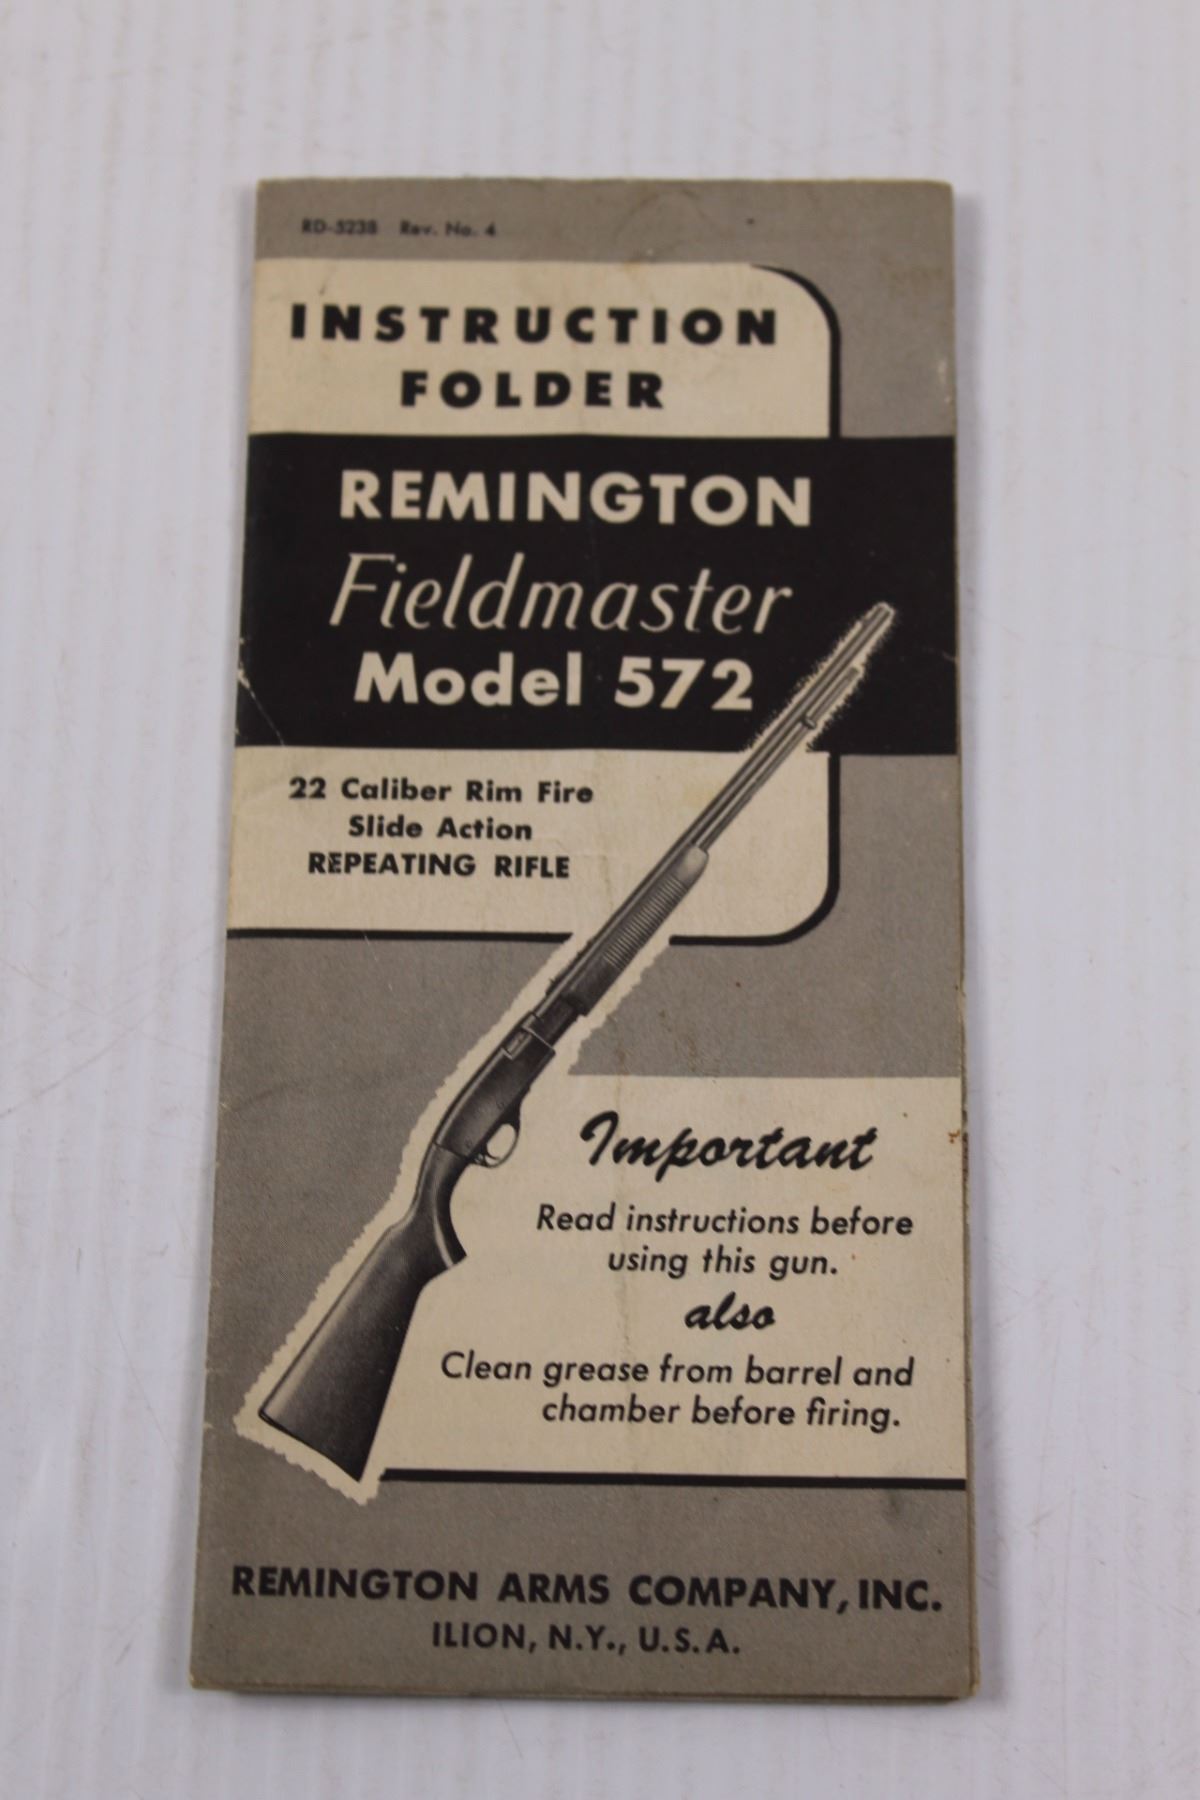 RD-5238 Rev. No. 4
INSTRUCTION
FOLDER
REMINGTON
Fieldmaster
Model 572
22 Caliber Rim Fire
Slide Action
REPEATING RIFLE
Important
Read instructions before
using this gun.
also
Clean grease from barrel and
chamber before firing.
REMINGTON ARMS COMPANY, INC.
ILION, N.Y., U.S.A.